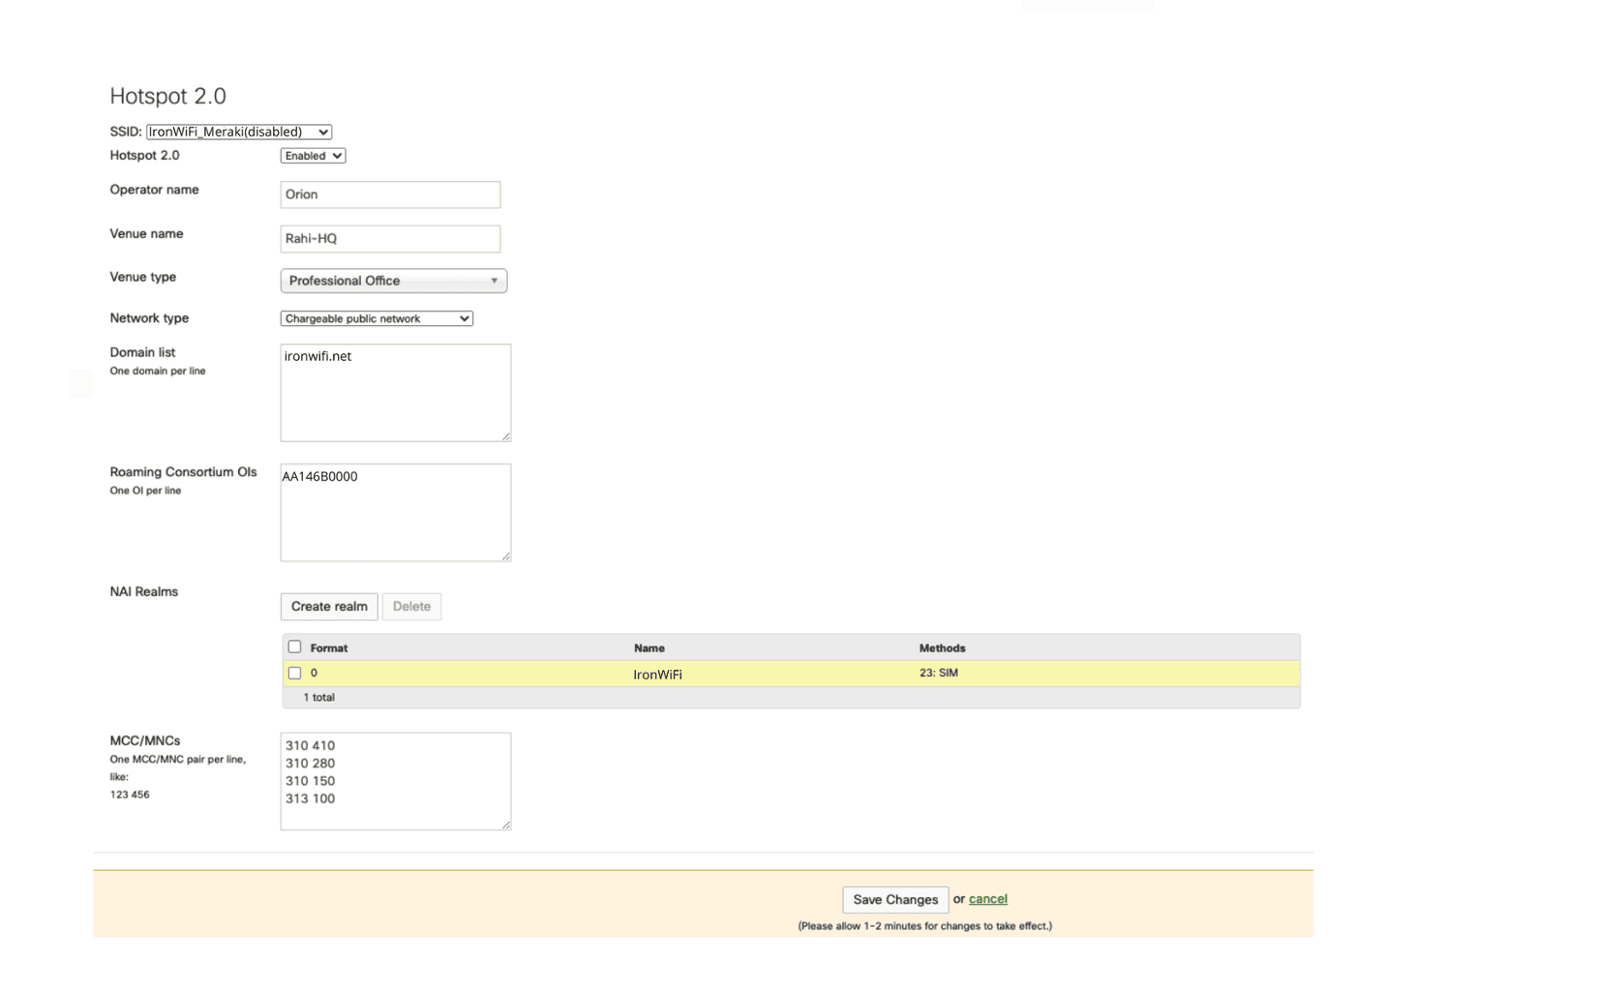 Hotspot 2.0
SSID: IronWiFi_Meraki(disabled)
Hotspot 2.0 Enabled
Operator name Orion
Venue name Rahi-HQ
Venue type Professional Office
Network type Chargeable public network
Domain list ironwifi.net
One domain per line
Roaming Consortium OIs AA146B0000
One OI per line
NAI Realms
Create realm Delete
Format Name Methods
0 IronWiFi 23: SIM
1 total
MCC/MNCs
One MCC/MNC pair per line,
like:
123 456
310 410
310 280
310 150
313 100
Save Changes or cancel
(Please allow 1-2 minutes for changes to take effect.)